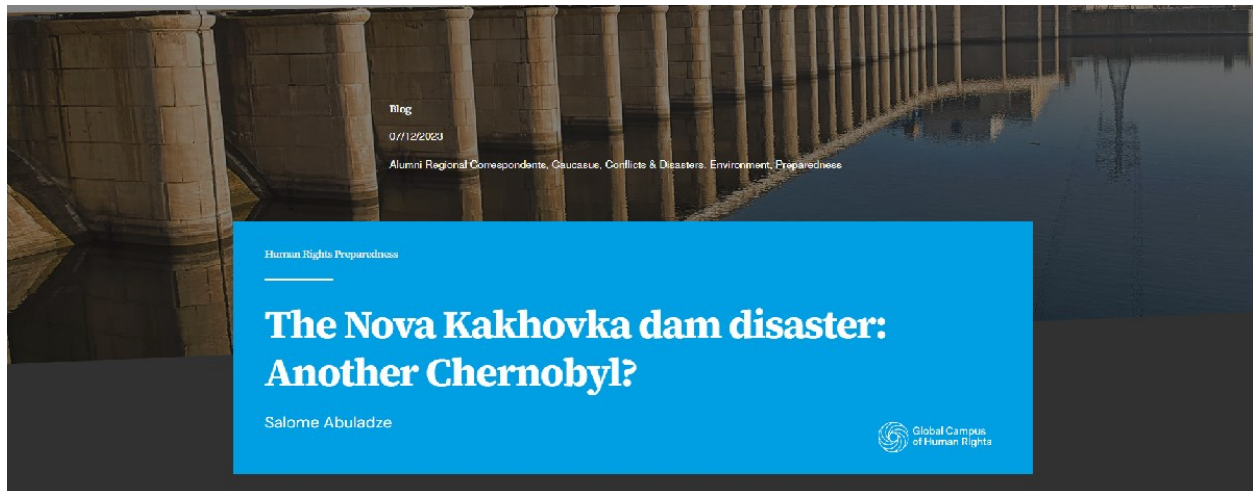 Blog
07/12/2023
Alumni Regional Correspondents, Caucasus, Conflicts & Disasters, Environment, Preparedness
Human Rights Preparedness
The Nova Kakhovka dam disaster:
Another Chernobyl?
Salome Abuladze
Global Campus
of Human Rights